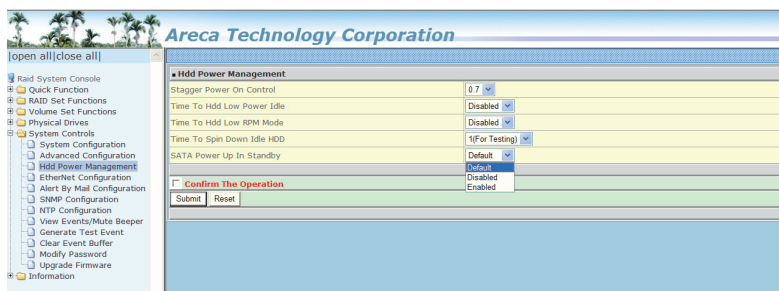 Areca Technology Corporation
|open all|close all|
Raid System Console
Quick Function
RAID Set Functions
Volume Set Functions
Physical Drives
System Controls
System Configuration
Advanced Configuration
Hdd Power Management
EtherNet Configuration
Alert By Mail Configuration
SNMP Configuration
NTP Configuration
View Events/Mute Beeper
Generate Test Event
Clear Event Buffer
Modify Password
Upgrade Firmware
Information
Hdd Power Management
Stagger Power On Control 0.7
Time To Hdd Low Power Idle Disabled
Time To Hdd Low RPM Mode Disabled
Time To Spin Down Idle HDD 1(For Testing)
SATA Power Up In Standby Default
Default
Disabled
Enabled
Confirm The Operation
Submit Reset